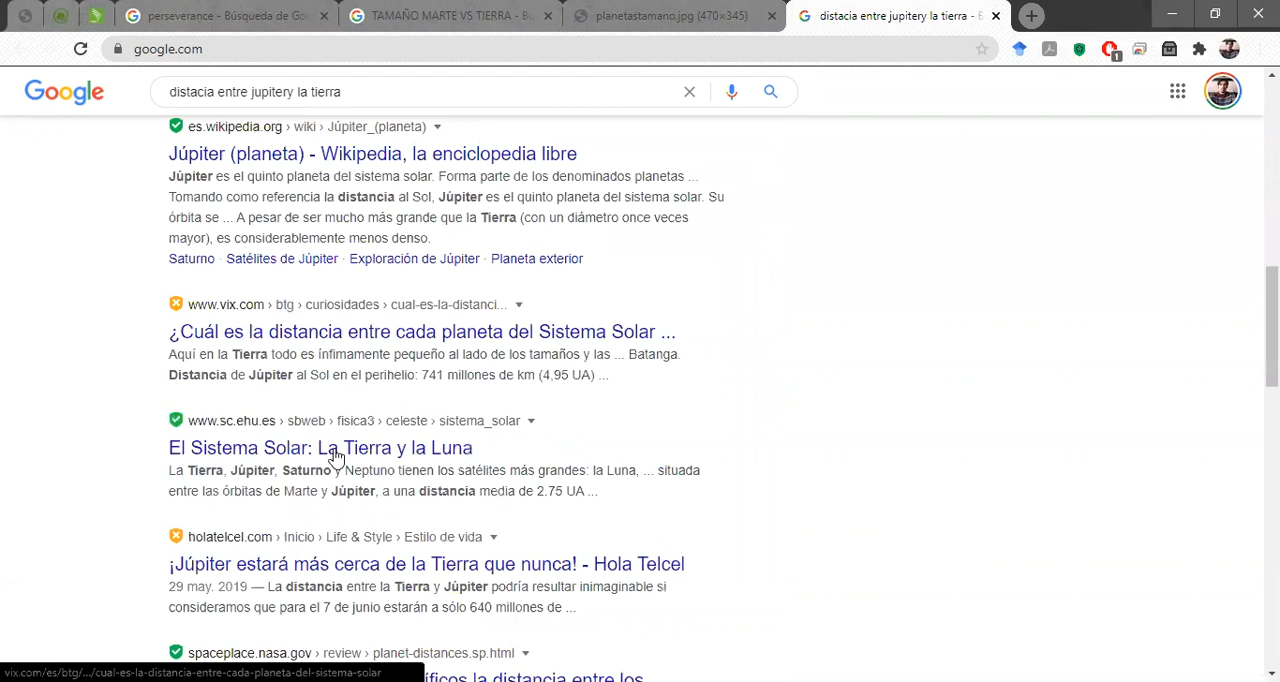 perseverance - Búsqueda de Go
TAMAÑO MARTE VS TIERRA - B
planetastamano.jpg (470×345)
distacia entre jupitery la tierra -
google.com
1
Google
distacia entre jupitery la tierra
es.wikipedia.org › wiki › Júpiter_(planeta)
Júpiter (planeta) - Wikipedia, la enciclopedia libre
Júpiter es el quinto planeta del sistema solar. Forma parte de los denominados planetas ...
Tomando como referencia la distancia al Sol, Júpiter es el quinto planeta del sistema solar. Su
órbita se ... A pesar de ser mucho más grande que la Tierra (con un diámetro once veces
mayor), es considerablemente menos denso.
Saturno · Satélites de Júpiter · Exploración de Júpiter · Planeta exterior
www.vix.com › btg › curiosidades › cual-es-la-distanci...
¿Cuál es la distancia entre cada planeta del Sistema Solar ...
Aquí en la Tierra todo es ínfimamente pequeño al lado de los tamaños y las ... Batanga.
Distancia de Júpiter al Sol en el perihelio: 741 millones de km (4,95 UA) ...
www.sc.ehu.es › sbweb › fisica3 › celeste › sistema_solar
El Sistema Solar: La Tierra y la Luna
La Tierra, Júpiter, Saturno y Neptuno tienen los satélites más grandes: la Luna, ... situada
entre las órbitas de Marte y Júpiter, a una distancia media de 2.75 UA ...
holatelcel.com › Inicio › Life & Style › Estilo de vida
¡Júpiter estará más cerca de la Tierra que nunca! - Hola Telcel
29 may. 2019 — La distancia entre la Tierra y Júpiter podría resultar inimaginable si
consideramos que para el 7 de junio estarán a sólo 640 millones de ...
spaceplace.nasa.gov › review › planet-distances.sp.html
íficos la distancia entre los
vix.com/es/btg/.../cual-es-la-distancia-entre-cada-planeta-del-sistema-solar